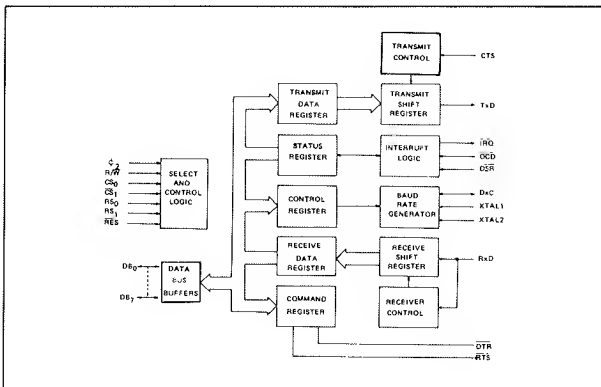 TRANSMIT
CONTROL
CTS
TRANSMIT
DATA
REGISTER
TRANSMIT
SHIFT
REGISTER
TxD
STATUS
REGISTER
INTERRUPT
LOGIC
IRQ
DCD
DSR
ϕ2
R/W
CS0
CS1
RS0
RS1
RES
SELECT
AND
CONTROL
LOGIC
CONTROL
REGISTER
BAUD
RATE
GENERATOR
RxC
XTAL1
XTAL2
RECEIVE
DATA
REGISTER
RECEIVE
SHIFT
REGISTER
RxD
DB0
DB7
DATA
BUS
BUFFERS
COMMAND
REGISTER
RECEIVER
CONTROL
DTR
RTS